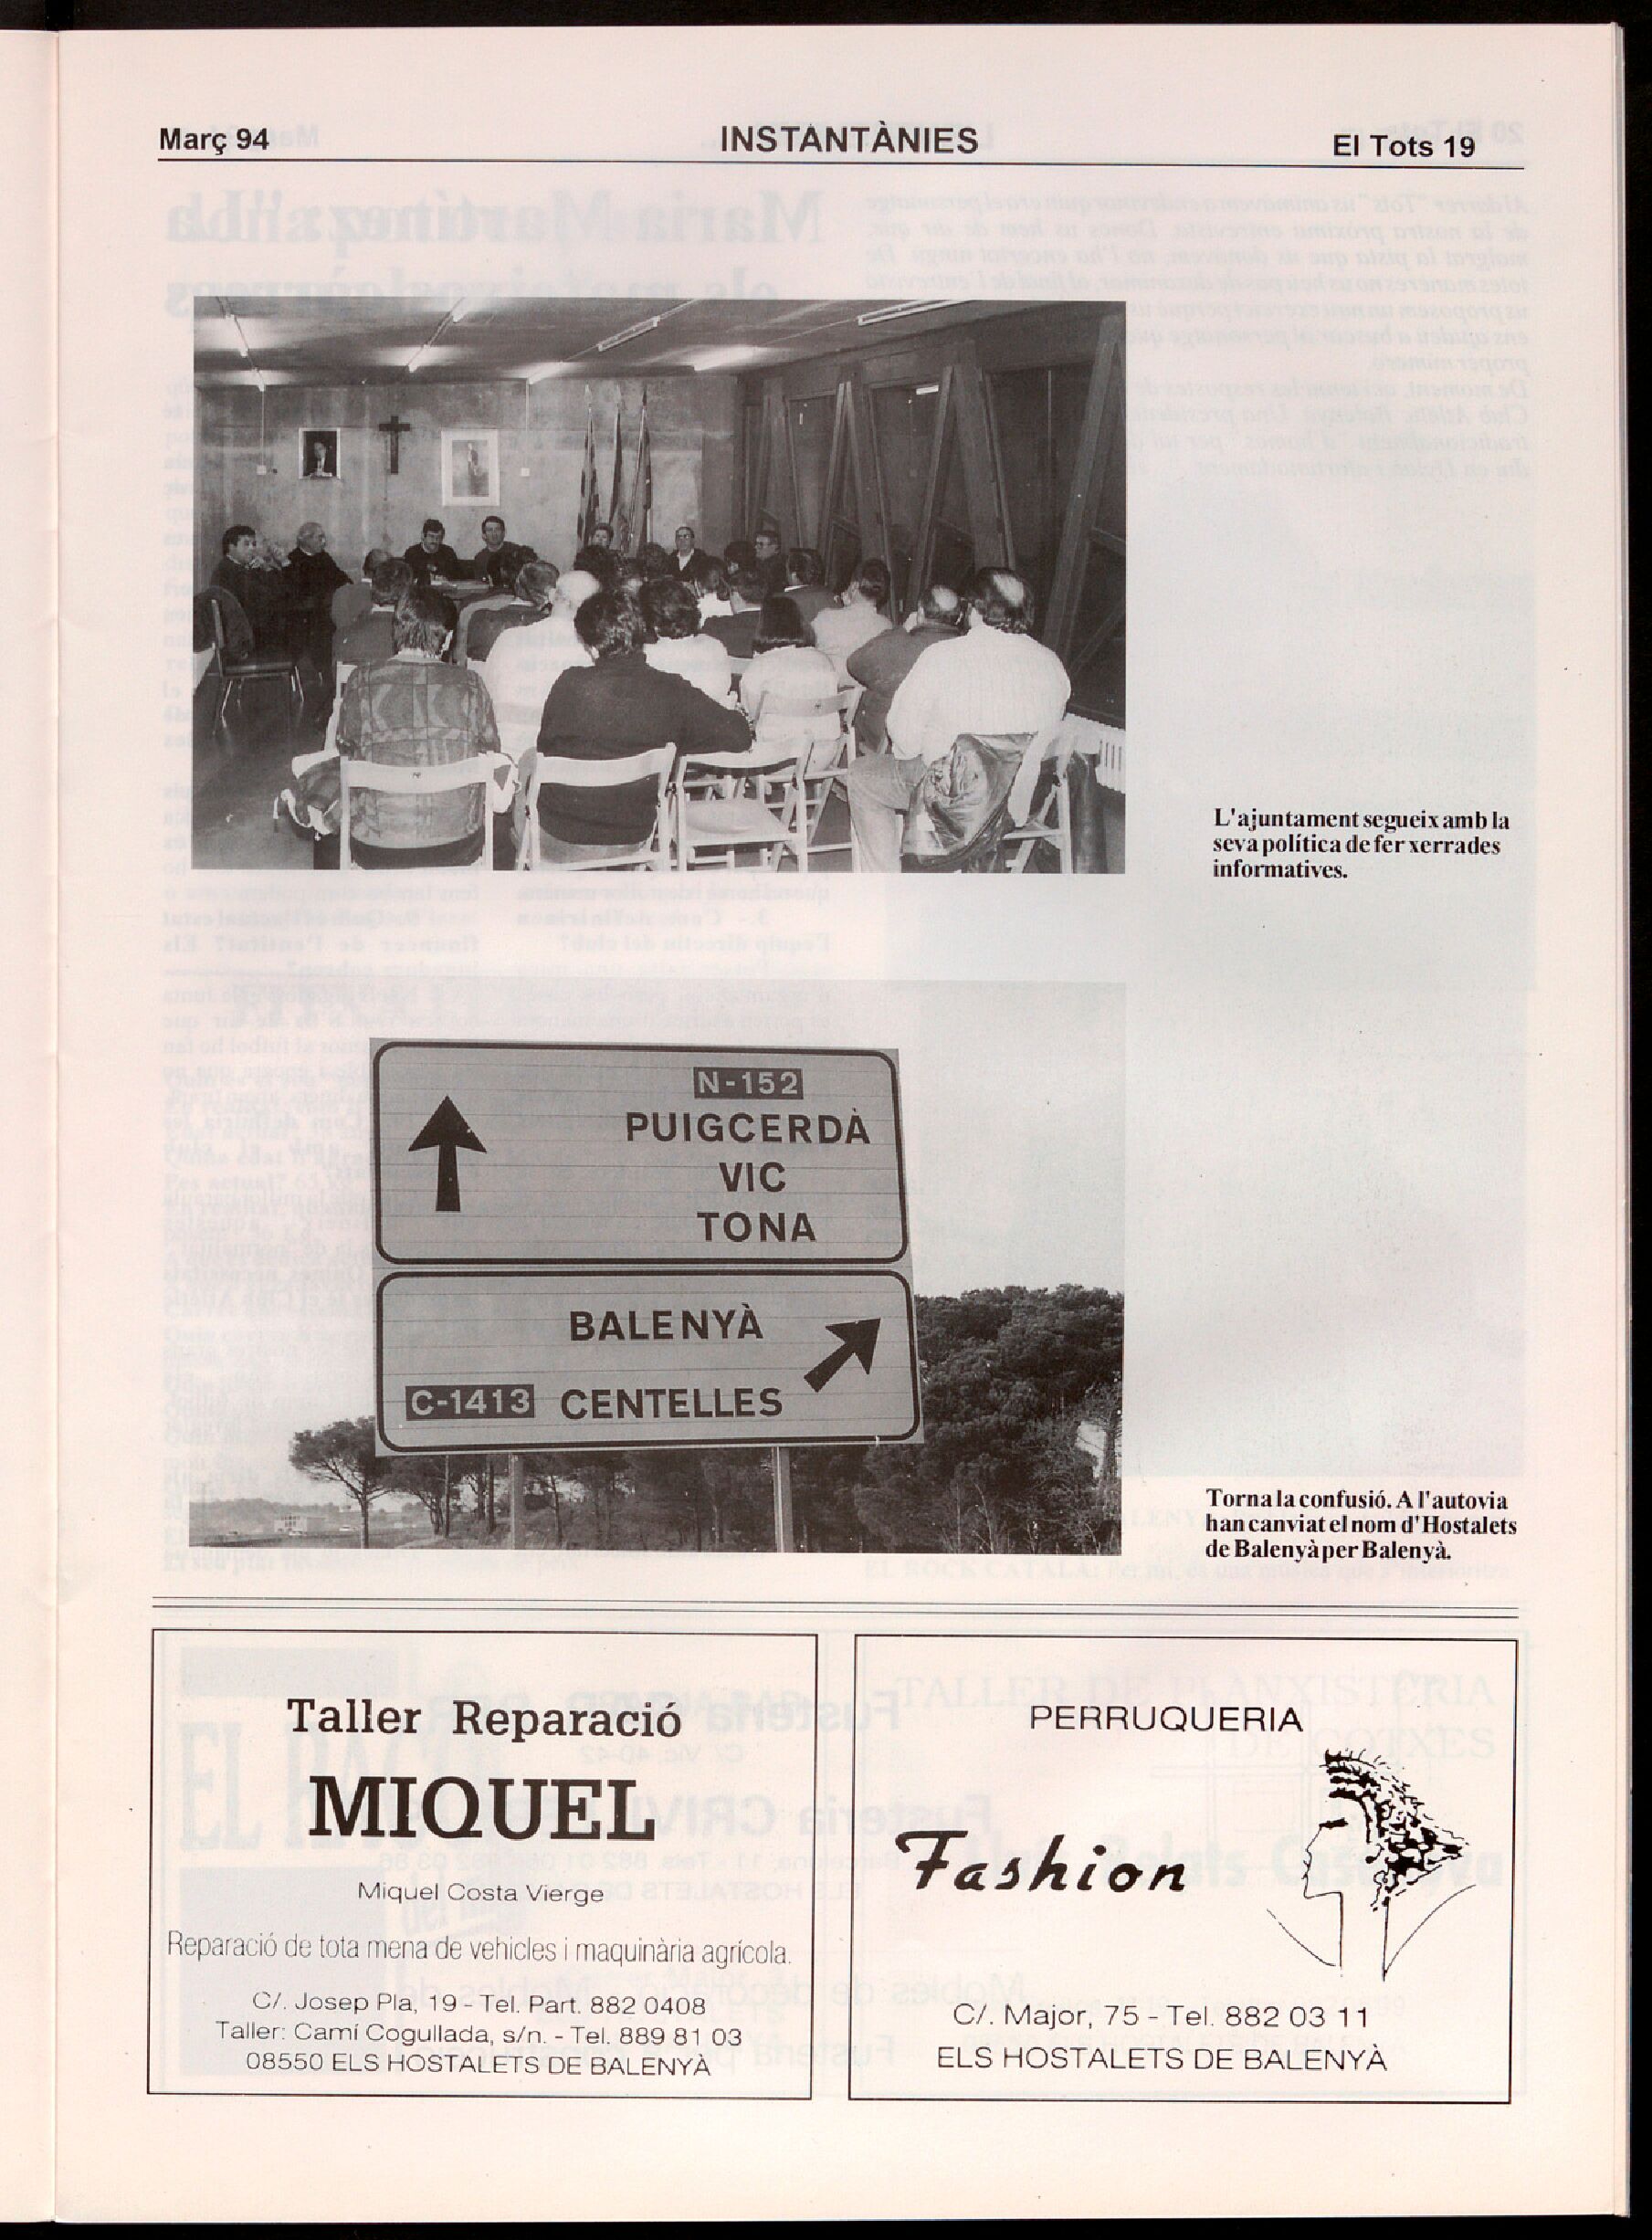 Març 94
INSTANTÀNIES
El Tots 19
L'ajuntament segueix amb la
seva política de fer xerrades
informatives.
N-152
PUIGCERDÀ
VIC
TONA
BALENYÀ
C-1413 CENTELLES
Torna la confusió. A l'autovia
han canviat el nom d'Hostalets
de Balenyà per Balenyà.
Taller Reparació
MIQUEL
Miquel Costa Vierge
Reparació de tota mena de vehicles i maquinària agrícola.
C/. Josep Pla, 19 - Tel. Part. 882 0408
Taller: Camí Cogullada, s/n. - Tel. 889 81 03
08550 ELS HOSTALETS DE BALENYÀ
PERRUQUERIA
Fashion
C/. Major, 75 - Tel. 882 03 11
ELS HOSTALETS DE BALENYÀ